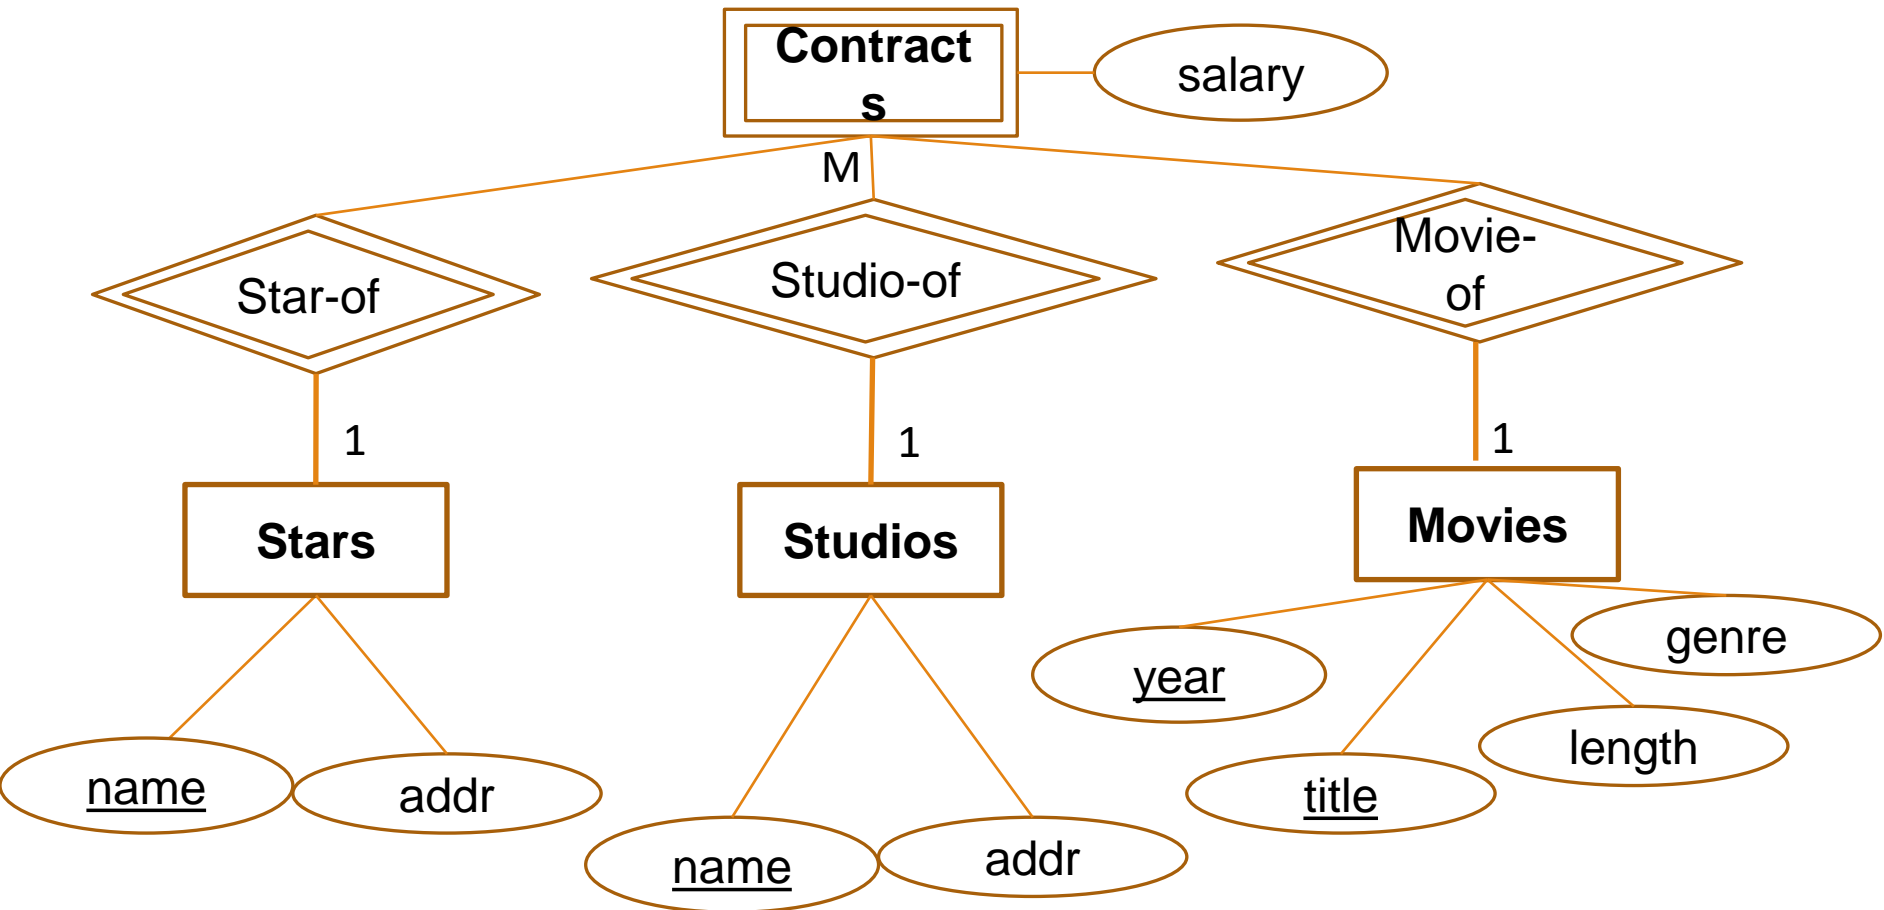 Contract
s
salary
M
Star-of
Studio-of
Movie-
of
1
1
1
Stars
Studios
Movies
year
genre
title
length
name
addr
name
addr